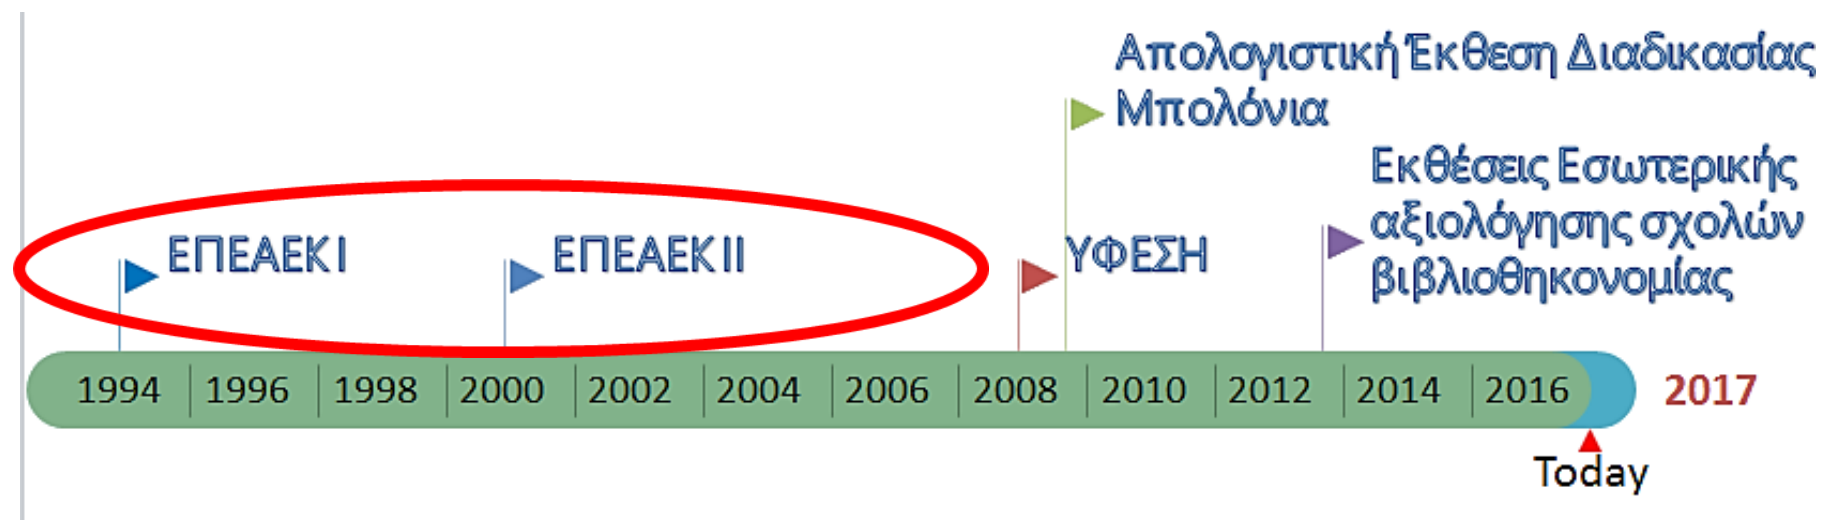 Απολογιστική Έκθεση Διαδικασίας
Μπολόνια
Εκθέσεις Εσωτερικής
αξιολόγησης σχολών
βιβλιοθηκονομίας
ΕΠΕΑΕΚ Ι
ΕΠΕΑΕΚ ΙΙ
ΥΦΕΣΗ
1994 1996 1998 2000 2002 2004 2006 2008 2010 2012 2014 2016 2017
Today